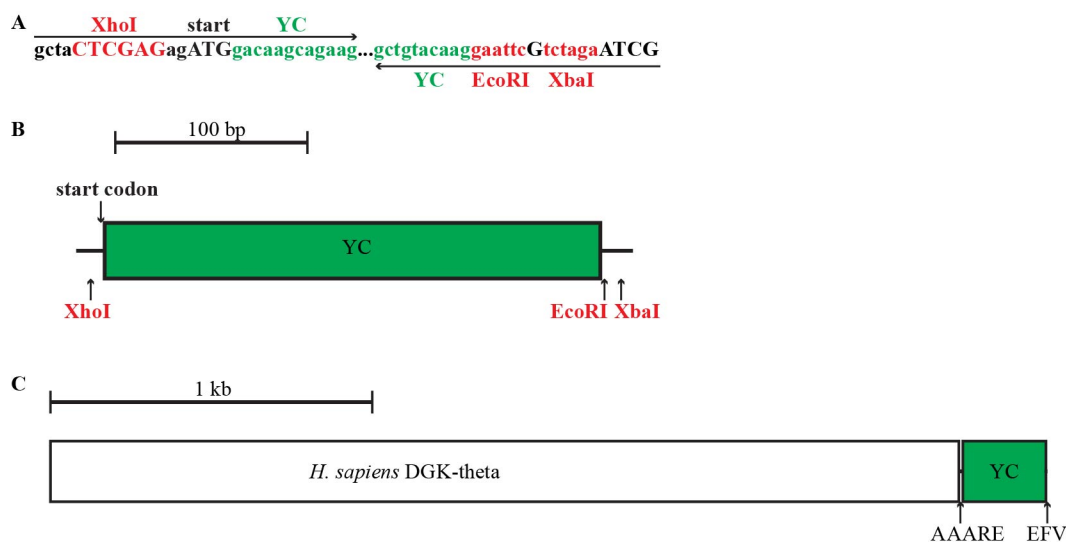 A
XhoI start YC
gctaCTCGAGagATGgacaagcagaag...gctgtacaaggaattcGtctagaATCG
YC EcoRI XbaI
B
100 bp
start codon
YC
XhoI EcoRI XbaI
C
1 kb
H. sapiens DGK-theta YC
AAARE EFV